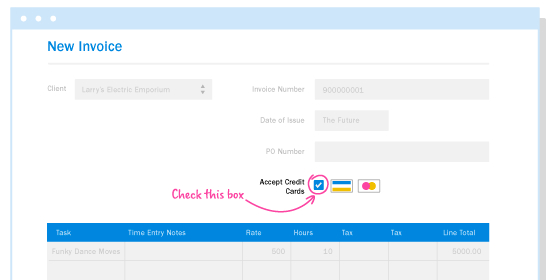 New Invoice
Client Larry's Electric Emporium Invoice Number 900000001
Date of Issue The Future
PO Number
Accept Credit
Cards
Check this box
Task Time Entry Notes Rate Hours Tax Tax Line Total
Funky Dance Moves 500 10 5000.00